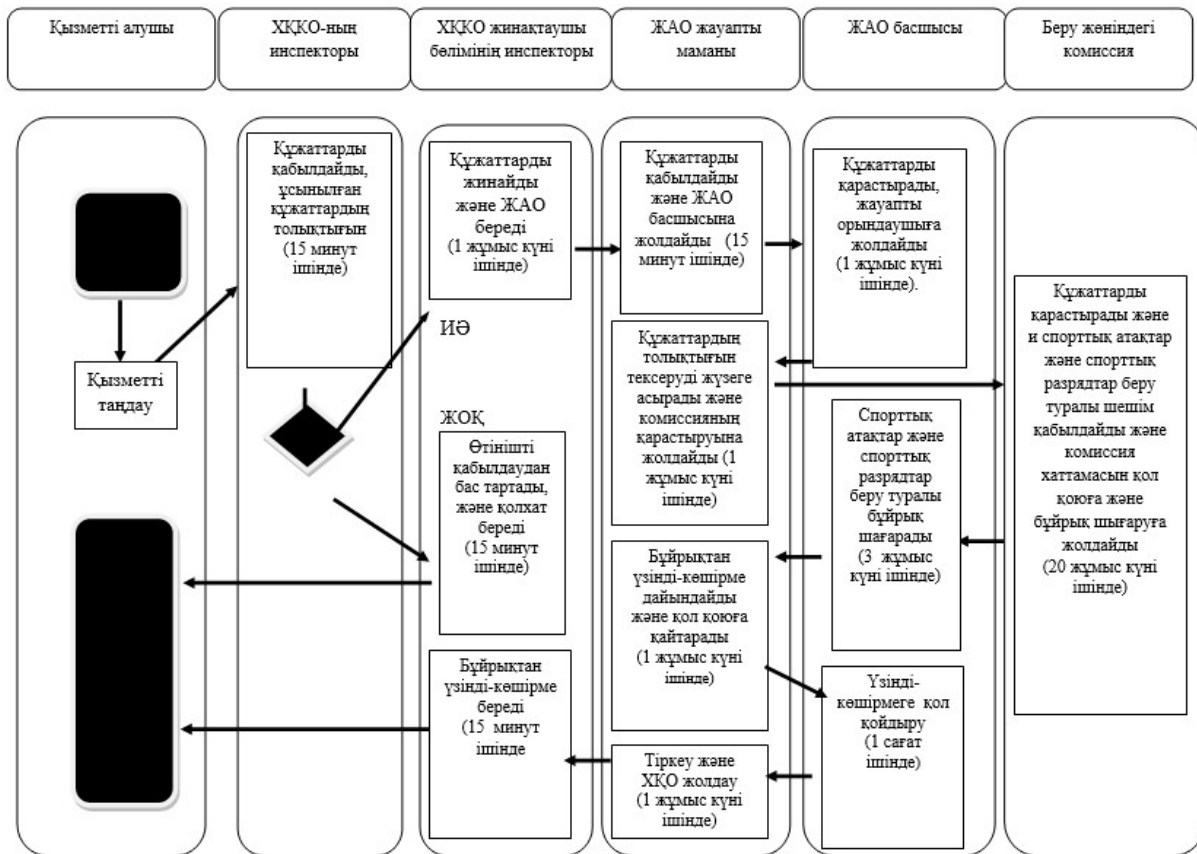 Қызметті алушы
ХҚКО-ның
инспекторы
ХҚКО жинақтаушы
бөлімінің инспекторы
ЖАО жауапты
маманы
ЖАО басшысы
Беру жөніндегі
комиссия
Қызметті
таңдау
Құжаттарды
қабылдайды,
ұсынылған
құжаттардың
толықтығын
(15 минут
ішінде)
Құжаттарды
жинайды
және ЖАО
береді
(1 жұмыс күні
ішінде)
ИӘ
ЖОҚ
Өтінішті
қабылдаудан
бас тартады,
және қолхат
береді
(15 минут
ішінде)
Бұйрықтан
үзінді-көшірме
береді
(15 минут
ішінде
Құжаттарды
қабылдайды
және ЖАО
басшысына
жолдайды (15
минут ішінде)
Құжаттардың
толықтығын
тексеруді жүзеге
асырады және
комиссияның
қарастыруына
жолдайды (1
жұмыс күні
ішінде)
Бұйрықтан
үзінді-көшірме
дайындайды
және қол қоюға
қайтарады
(1 жұмыс күні
ішінде)
Тіркеу және
ХҚО жолдау
(1 жұмыс күні
ішінде)
Құжаттарды
қарастырады,
жауапты
орындаушыға
жолдайды
(1 жұмыс күні
ішінде).
Спорттық
атақтар және
спорттық
разрядтар
беру туралы
бұйрық
шағарады
(3 жұмыс
күні ішінде)
Үзінді-
көшірмеге қол
қойдыру
(1 сағат
ішінде)
Құжаттарды
қарастырады және
и спорттық атақтар
және спорттық
разрядтар беру
туралы шешім
қабылдайды және
комиссия
хаттамасын қол
қоюға және
бұйрық шығаруға
жолдайды
(20 жұмыс күні
ішінде)